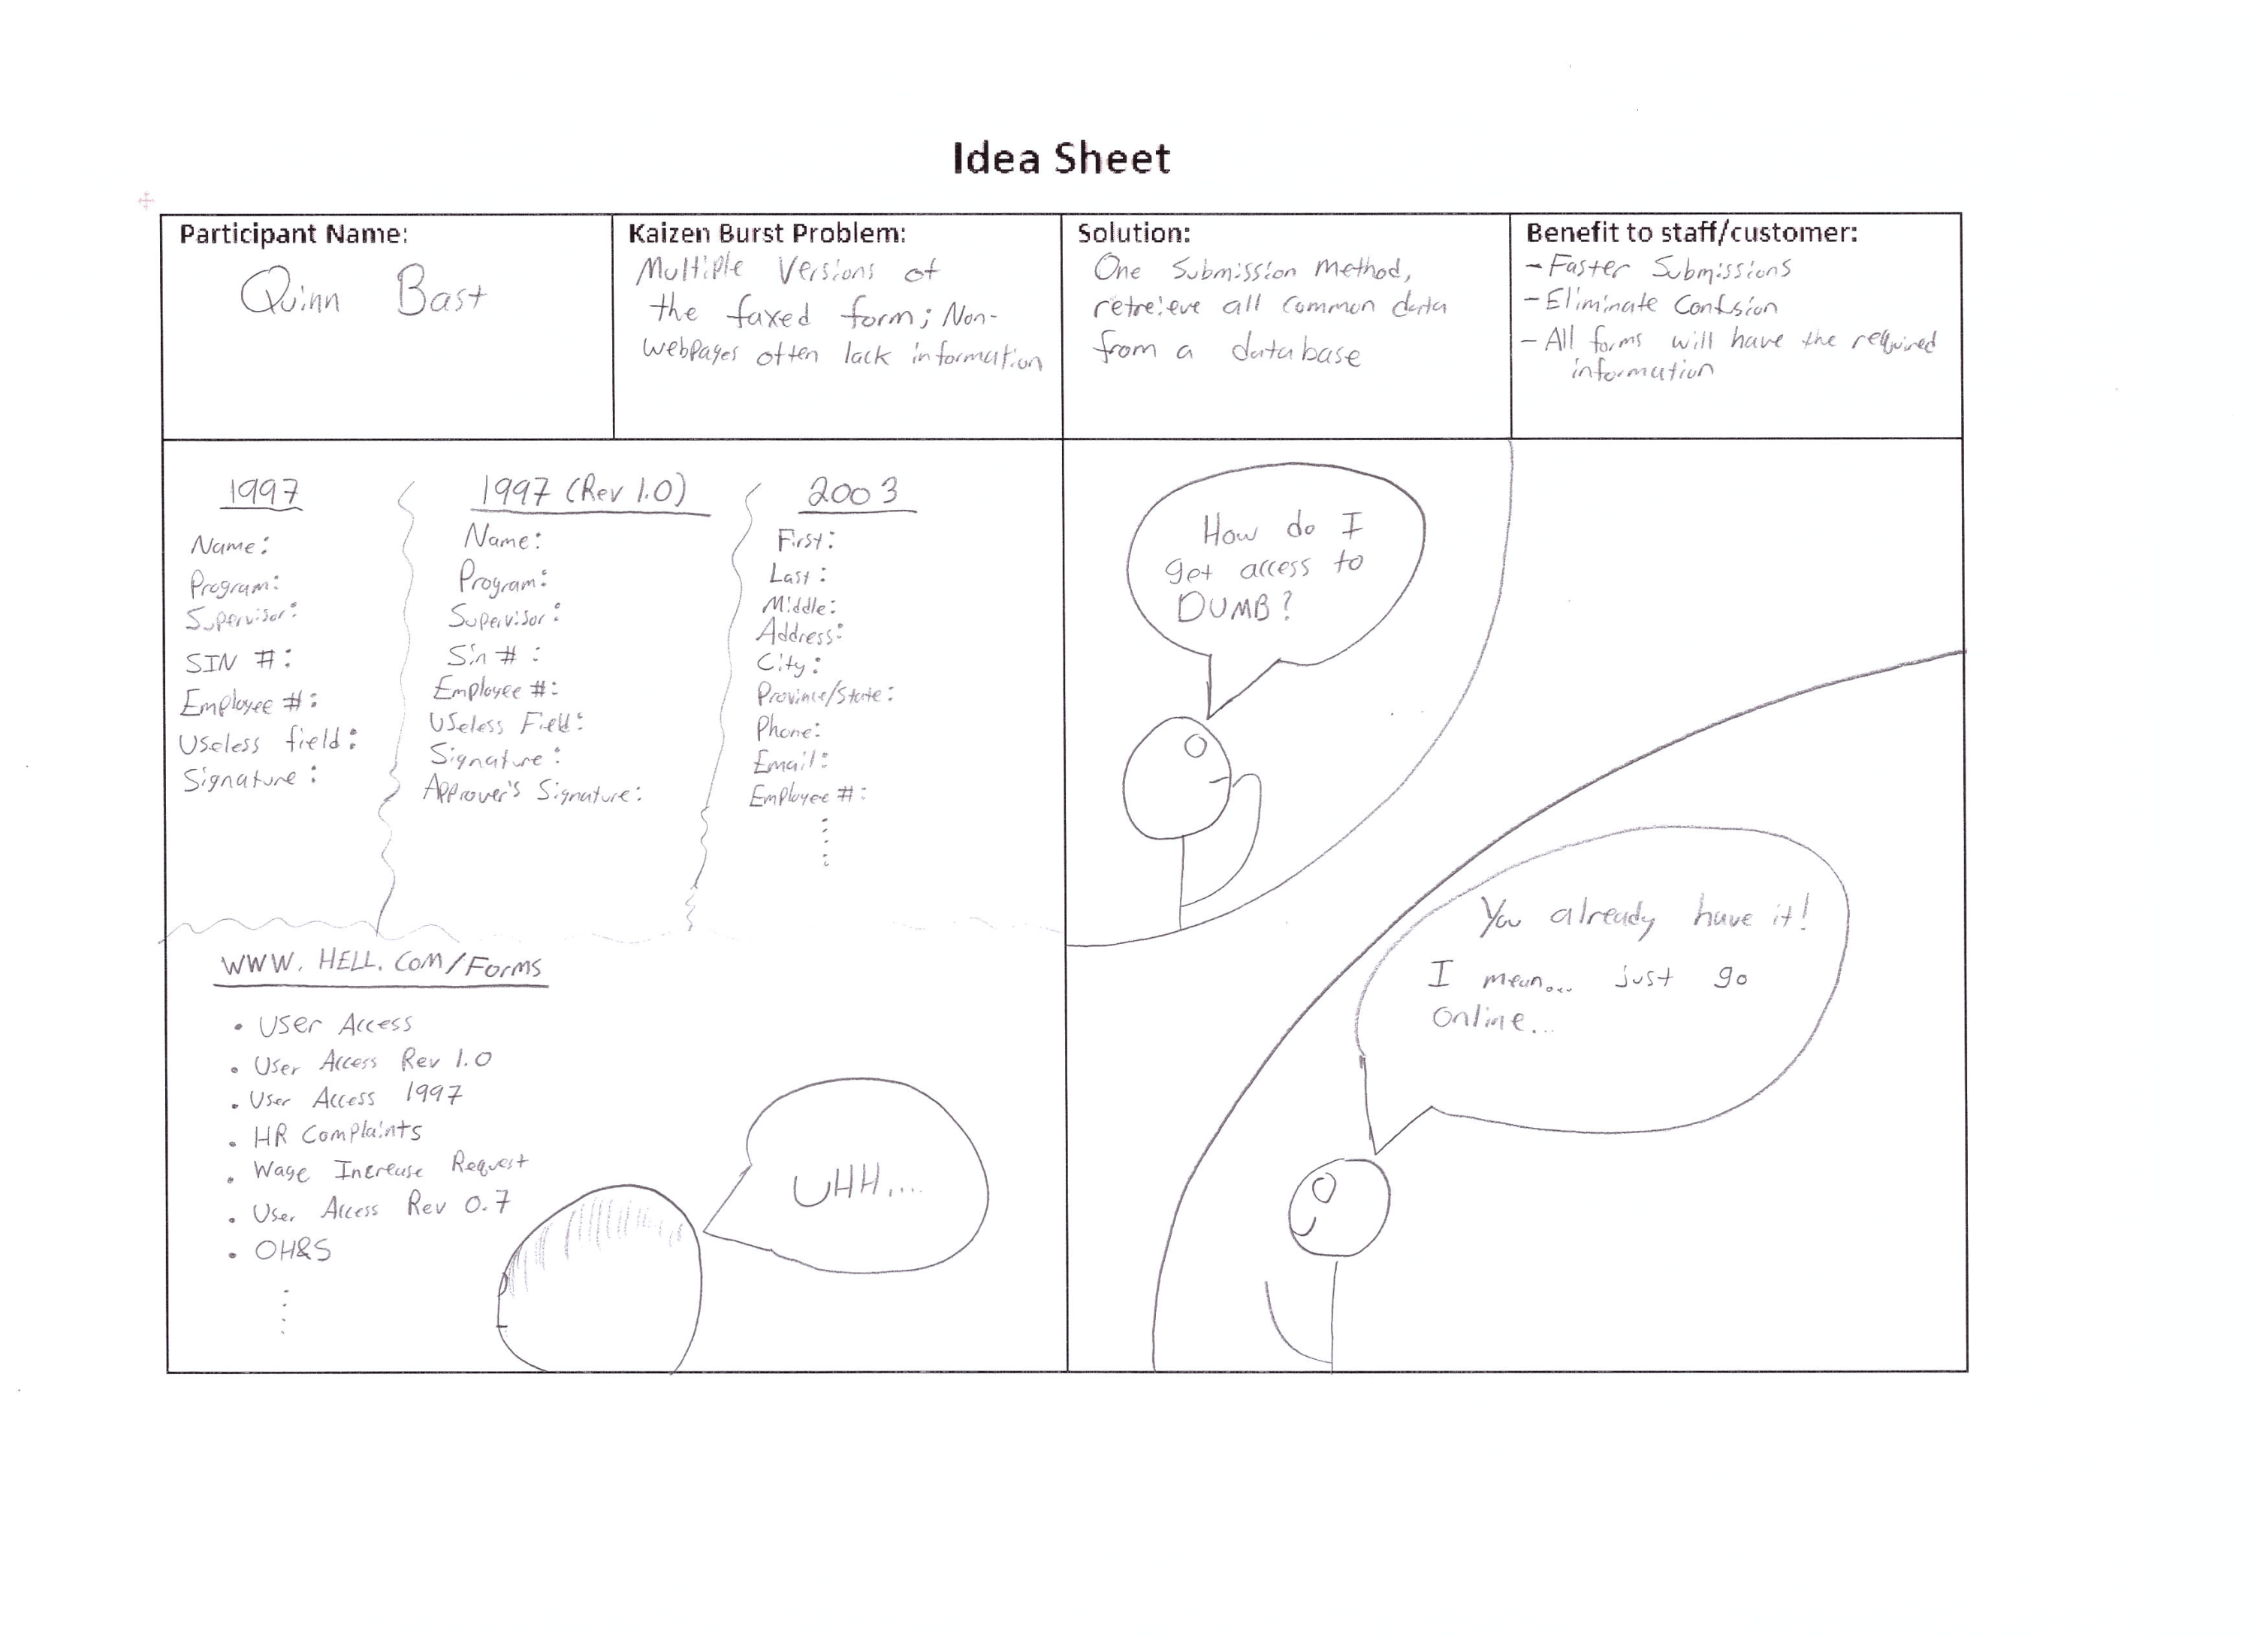 Idea Sheet
Participant Name:
Quinn Bast
Kaizen Burst Problem:
Multiple Versions of
the faxed form; Non-
webpages often lack information
Solution:
One Submission method,
retreieve all common data
from a database
Benefit to staff/customer:
- Faster Submissions
- Eliminate Confsion
- All forms will have the required
information
1997
Name:
Program:
Supervisor:
SIN #:
Employee #:
Useless field:
Signature:
1997 (Rev 1.0)
Name:
Program:
Supervisor:
Sin #:
Employee #:
Useless Field:
Signature:
Approver's Signature:
2003
First:
Last:
Middle:
Address:
City:
Province/State:
Phone:
Email:
Employee #:
WWW.HELL.COM/Forms
• User Access
• User Access Rev 1.0
• User Access 1997
• HR Complaints
• Wage Increase Request
• User Access Rev 0.7
• OH&S
UHH....
How do I
get access to
DUMB?
You already have it!
I mean... just go
online...